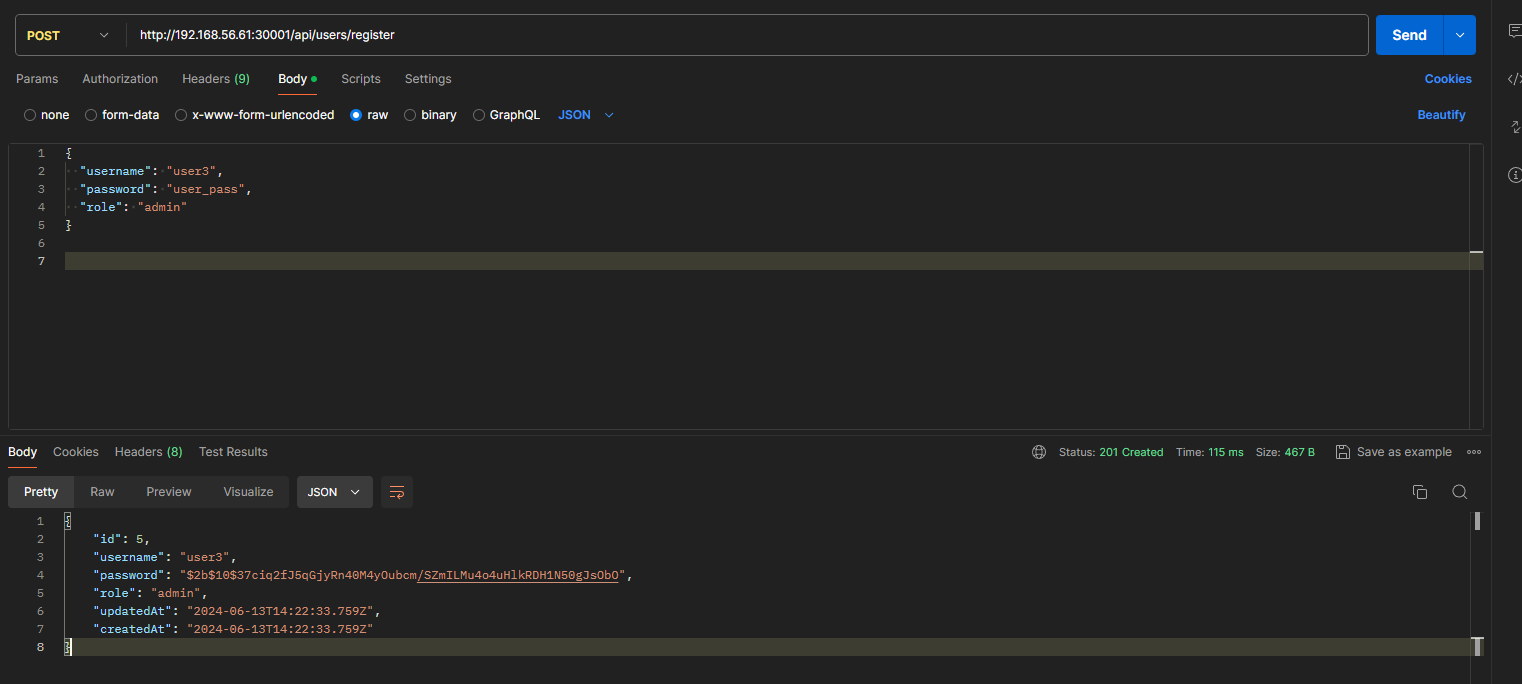 POST http://192.168.56.61:30001/api/users/register Send
Params Authorization Headers (9) Body Scripts Settings Cookies
none form-data x-www-form-urlencoded raw binary GraphQL JSON Beautify
1 {
2 "username": "user3",
3 "password": "user_pass",
4 "role": "admin"
5 }
6
7
Body Cookies Headers (8) Test Results Status: 201 Created Time: 115 ms Size: 467 B Save as example
Pretty Raw Preview Visualize JSON
1 {
2 "id": 5,
3 "username": "user3",
4 "password": "$2b$10$37ciq2fJ5qGjyRn40M4yOubcm/SZmILMu4o4uHlkRDH1N50gJsObO",
5 "role": "admin",
6 "updatedAt": "2024-06-13T14:22:33.759Z",
7 "createdAt": "2024-06-13T14:22:33.759Z"
8 }